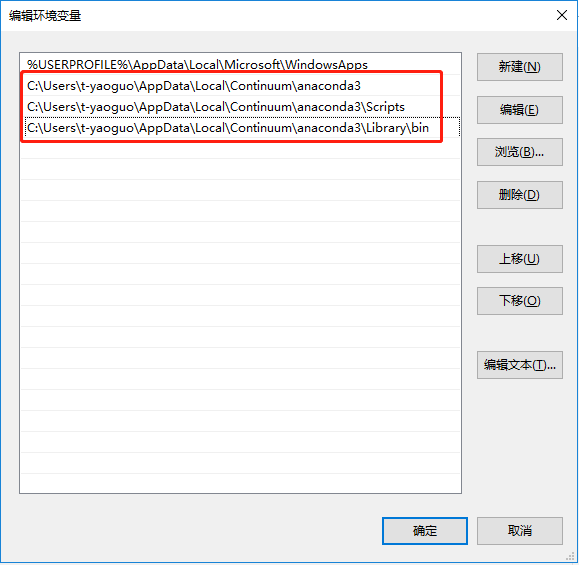 编辑环境变量
%USERPROFILE%\AppData\Local\Microsoft\WindowsApps
C:\Users\t-yaoguo\AppData\Local\Continuum\anaconda3
C:\Users\t-yaoguo\AppData\Local\Continuum\anaconda3\Scripts
C:\Users\t-yaoguo\AppData\Local\Continuum\anaconda3\Library\bin
新建(N)
编辑(E)
浏览(B)...
删除(D)
上移(U)
下移(O)
编辑文本(T)...
确定
取消